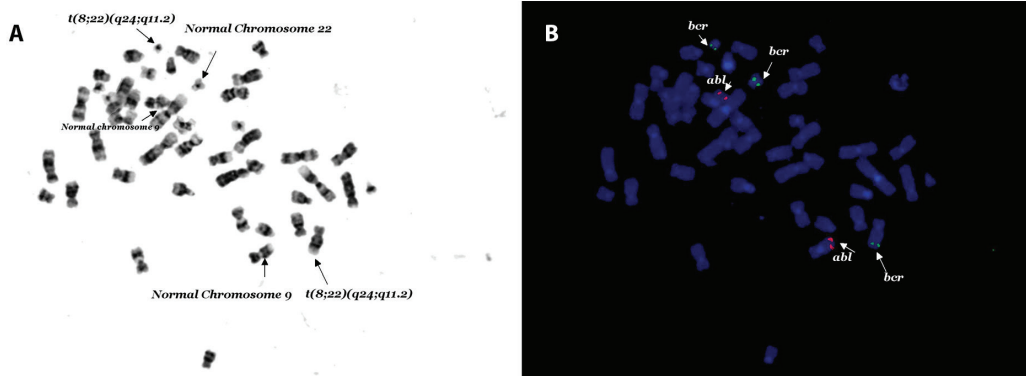 A
t(8;22)(q24;q11.2)
Normal Chromosome 22
Normal chromosome 9
Normal Chromosome 9
t(8;22)(q24;q11.2)
B
bcr
bcr
abl
abl
bcr